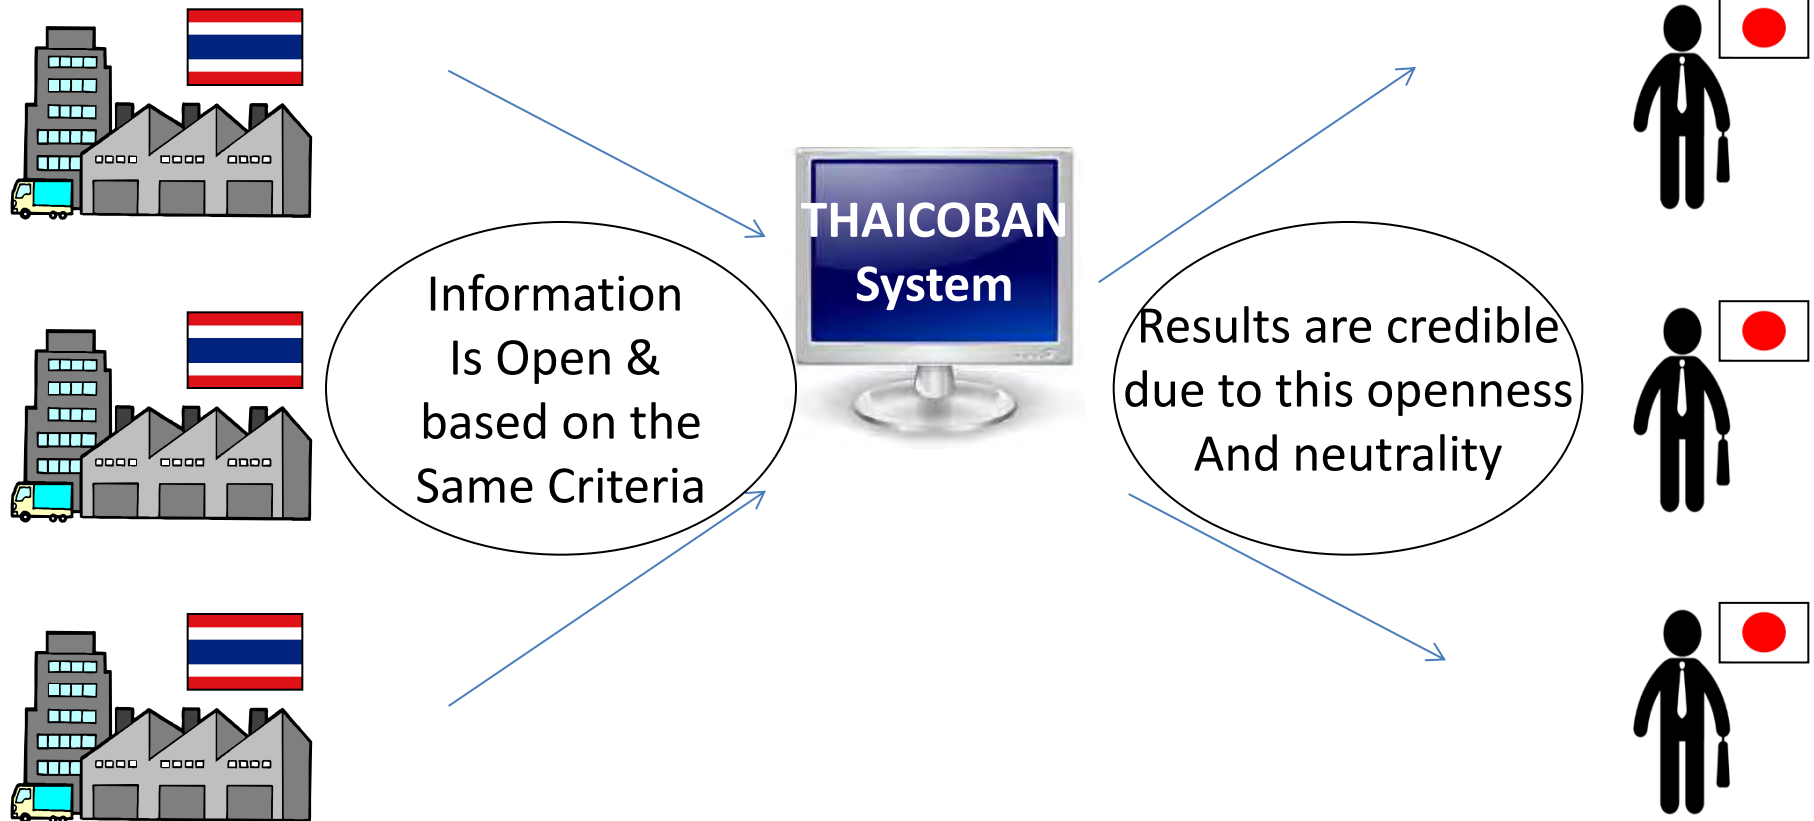 Information
Is Open &
based on the
Same Criteria
THAICOBAN
System
Results are credible
due to this openness
And neutrality